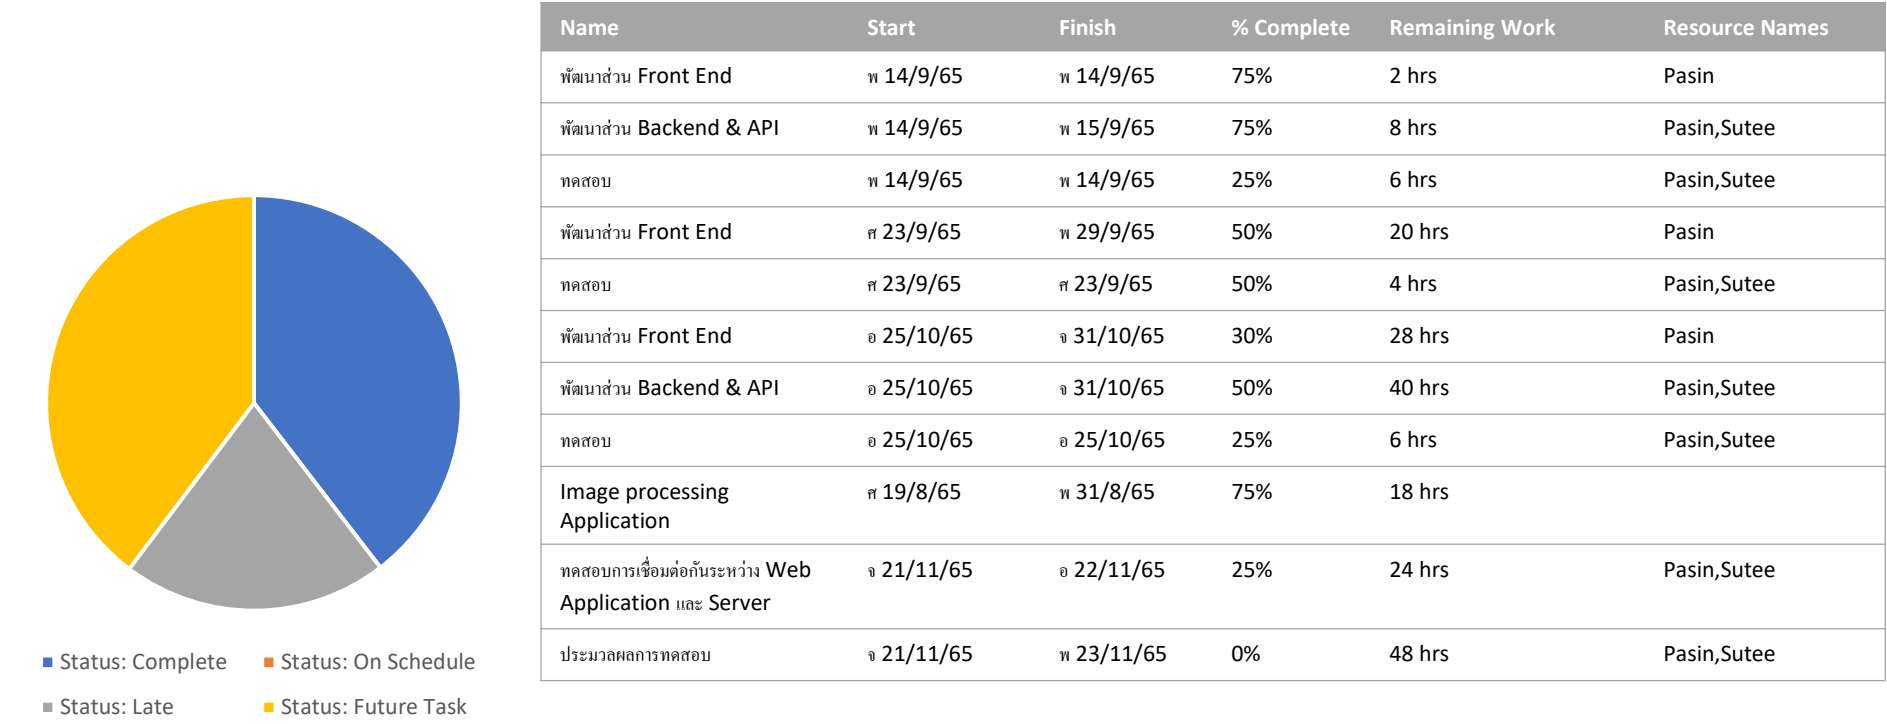 Name Start Finish % Complete Remaining Work Resource Names
พัฒนาส่วน Front End พ 14/9/65 พ 14/9/65 75% 2 hrs Pasin
พัฒนาส่วน Backend & API พ 14/9/65 พ 15/9/65 75% 8 hrs Pasin,Sutee
ทดสอบ พ 14/9/65 พ 14/9/65 25% 6 hrs Pasin,Sutee
พัฒนาส่วน Front End ศ 23/9/65 พ 29/9/65 50% 20 hrs Pasin
ทดสอบ ศ 23/9/65 ศ 23/9/65 50% 4 hrs Pasin,Sutee
พัฒนาส่วน Front End อ 25/10/65 จ 31/10/65 30% 28 hrs Pasin
พัฒนาส่วน Backend & API อ 25/10/65 จ 31/10/65 50% 40 hrs Pasin,Sutee
ทดสอบ อ 25/10/65 อ 25/10/65 25% 6 hrs Pasin,Sutee
Image processing ศ 19/8/65 พ 31/8/65 75% 18 hrs
Application
ทดสอบการเชื่อมต่อกันระหว่าง Web จ 21/11/65 อ 22/11/65 25% 24 hrs Pasin,Sutee
Application และ Server
ประมวลผลการทดสอบ จ 21/11/65 พ 23/11/65 0% 48 hrs Pasin,Sutee
Status: Complete Status: On Schedule
Status: Late Status: Future Task